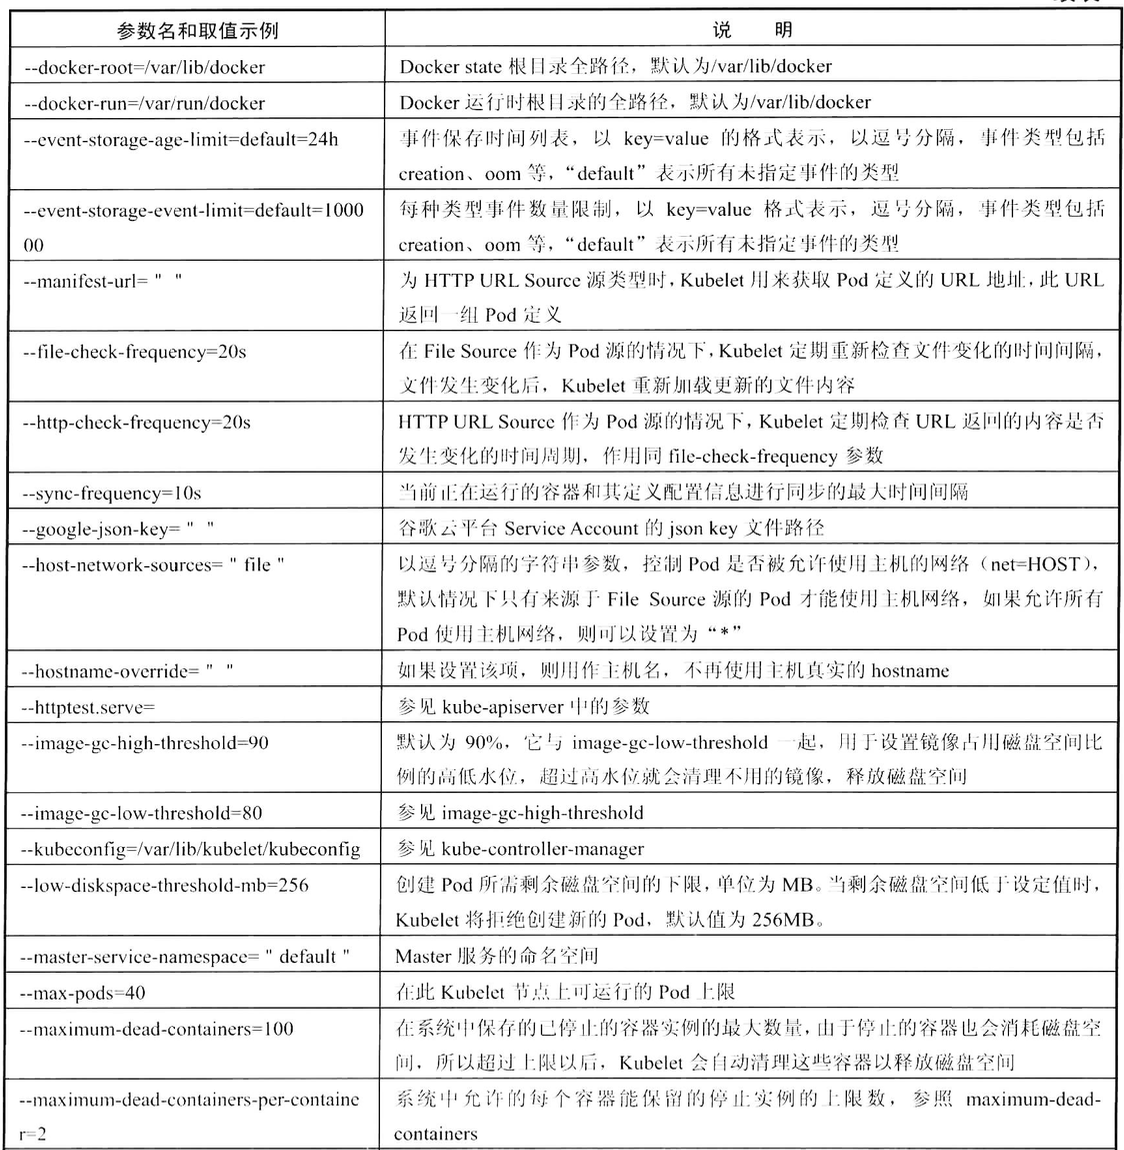 参数名和取值示例
说 明
--docker-root=/var/lib/docker
Docker state 根目录全路径，默认为/var/lib/docker
--docker-run=/var/run/docker
Docker 运行时根目录的全路径，默认为/var/lib/docker
--event-storage-age-limit=default=24h
事件保存时间列表，以 key=value 的格式表示，以逗号分隔，事件类型包括
creation、oom 等，“default”表示所有未指定事件的类型
--event-storage-event-limit=default=1000
00
每种类型事件数量限制，以 key=value 格式表示，逗号分隔，事件类型包括
creation、oom 等，“default”表示所有未指定事件的类型
--manifest-url= " "
为 HTTP URL Source 源类型时，Kubelet 用来获取 Pod 定义的 URL 地址，此 URL
返回一组 Pod 定义
--file-check-frequency=20s
在 File Source 作为 Pod 源的情况下，Kubelet 定期重新检查文件变化的时间间隔，
文件发生变化后，Kubelet 重新加载更新的文件内容
--http-check-frequency=20s
HTTP URL Source 作为 Pod 源的情况下，Kubelet 定期检查 URL 返回的内容是否
发生变化的时间周期，作用同 file-check-frequency 参数
--sync-frequency=10s
当前正在运行的容器和其定义配置信息进行同步的最大时间间隔
--google-json-key= " "
谷歌云平台 Service Account 的 json key 文件路径
--host-network-sources= " file "
以逗号分隔的字符串参数，控制 Pod 是否被允许使用主机的网络（net=HOST），
默认情况下只有来源于 File Source 源的 Pod 才能使用主机网络，如果允许所有
Pod 使用主机网络，则可以设置为“*”
--hostname-override= " "
如果设置该项，则用作主机名，不再使用主机真实的 hostname
--httptest.serve=
参见 kube-apiserver 中的参数
--image-gc-high-threshold=90
默认为 90%，它与 image-gc-low-threshold 一起，用于设置镜像占用磁盘空间比
例的高低水位，超过高水位就会清理不用的镜像，释放磁盘空间
--image-gc-low-threshold=80
参见 image-gc-high-threshold
--kubeconfig=/var/lib/kubelet/kubeconfig
参见 kube-controller-manager
--low-diskspace-threshold-mb=256
创建 Pod 所需剩余磁盘空间的下限，单位为 MB。当剩余磁盘空间低于设定值时，
Kubelet 将拒绝创建新的 Pod，默认值为 256MB。
--master-service-namespace= " default "
Master 服务的命名空间
--max-pods=40
在此 Kubelet 节点上可运行的 Pod 上限
--maximum-dead-containers=100
在系统中保存的已停止的容器实例的最大数量，由于停止的容器也会消耗磁盘空
间，所以超过上限以后，Kubelet 会自动清理这些容器以释放磁盘空间
--maximum-dead-containers-per-containe
r=2
系统中允许的每个容器能保留的停止实例的上限数，参照 maximum-dead-
containers